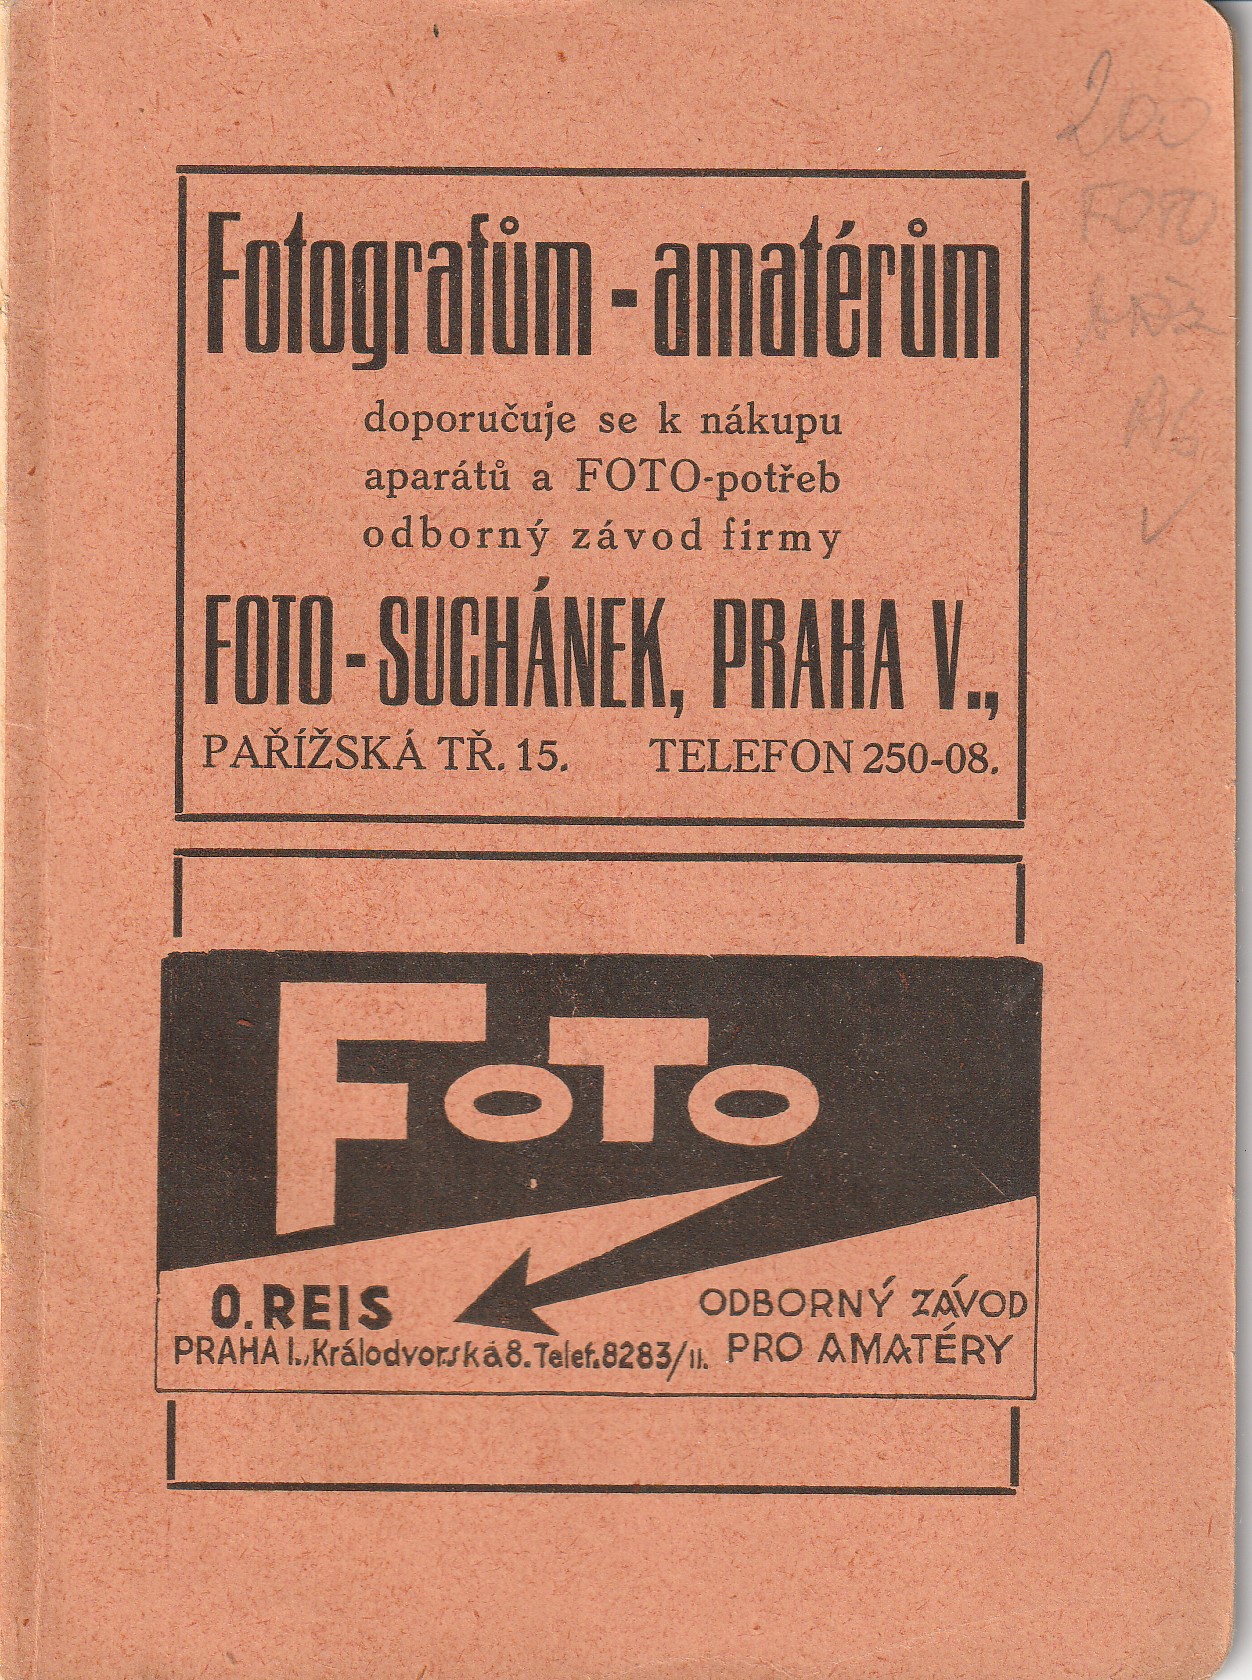 200
FOTO
Fotografům - amatérům
doporučuje se k nákupu
aparátů a FOTO-potřeb
odborný závod firmy
FOTO - SUCHÁNEK, PRAHA V.,
PAŘÍŽSKÁ TŘ. 15. TELEFON 250-08.
FOTO
O. REIS
PRAHA I., Králodvorská 8. Telef. 8283/II.
ODBORNÝ ZÁVOD
PRO AMATÉRY